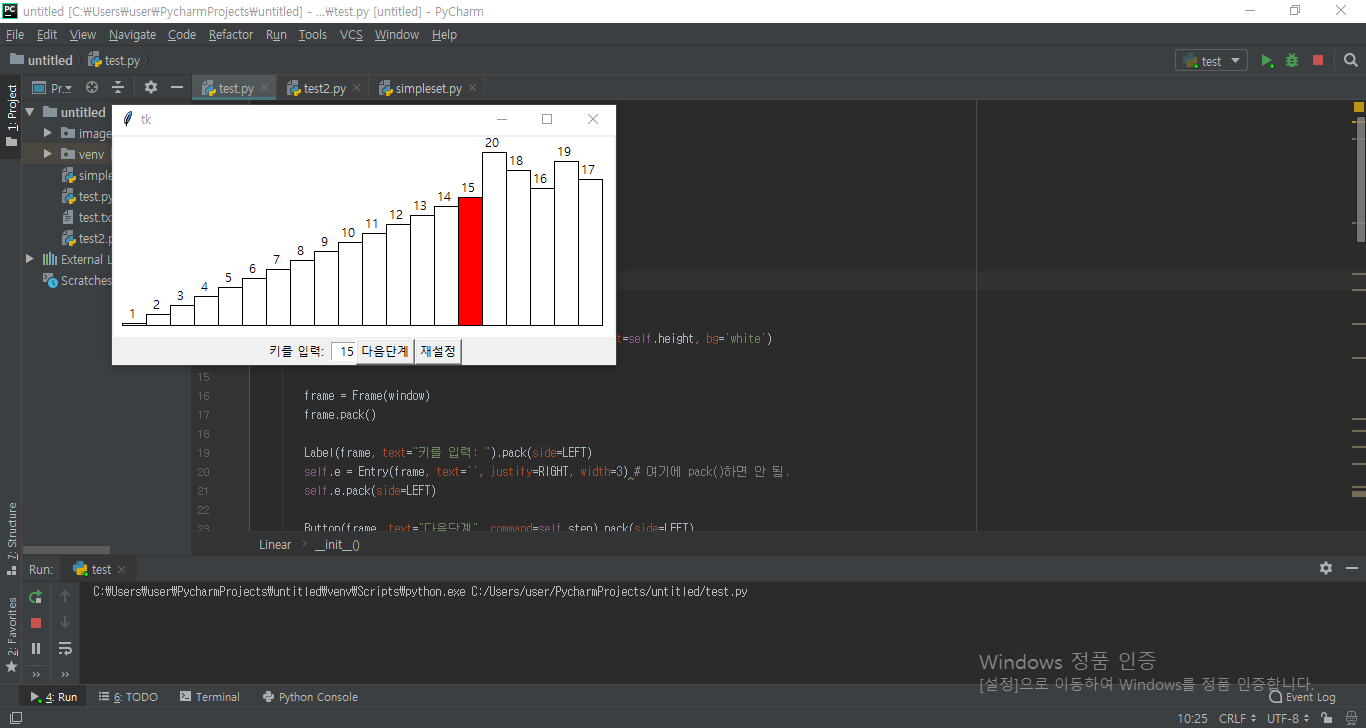 untitled [C:₩Users₩user₩PycharmProjects₩untitled] - ...₩test.py [untitled] - PyCharm
File Edit View Navigate Code Refactor Run Tools VCS Window Help
untitled test.py
test
1: Project
Pr..
test.py test2.py simpleset.py
untitled
image
venv
simple
test.py
test.tx
test2.p
External L
Scratches
tk
1 2 3 4 5 6 7 8 9 10 11 12 13 14 15 20 18 16 19 17
키를 입력: 15 다음단계 재설정
t=self.height, bg='white')
15
16 frame = Frame(window)
17 frame.pack()
18
19 Label(frame, text="키를 입력: ").pack(side=LEFT)
20 self.e = Entry(frame, text='', justify=RIGHT, width=3) # 여기에 pack()하면 안 됨.
21 self.e.pack(side=LEFT)
22
23 Button(frame, text="다음단계", command=self.step).pack(side=LEFT)
Linear __init__()
7: Structure
2: Favorites
Run: test
C:₩Users₩user₩PycharmProjects₩untitled₩venv₩Scripts₩python.exe C:/Users/user/PycharmProjects/untitled/test.py
Windows 정품 인증
[설정]으로 이동하여 Windows를 정품 인증합니다.
4: Run 6: TODO Terminal Python Console Event Log
10:25 CRLF UTF-8